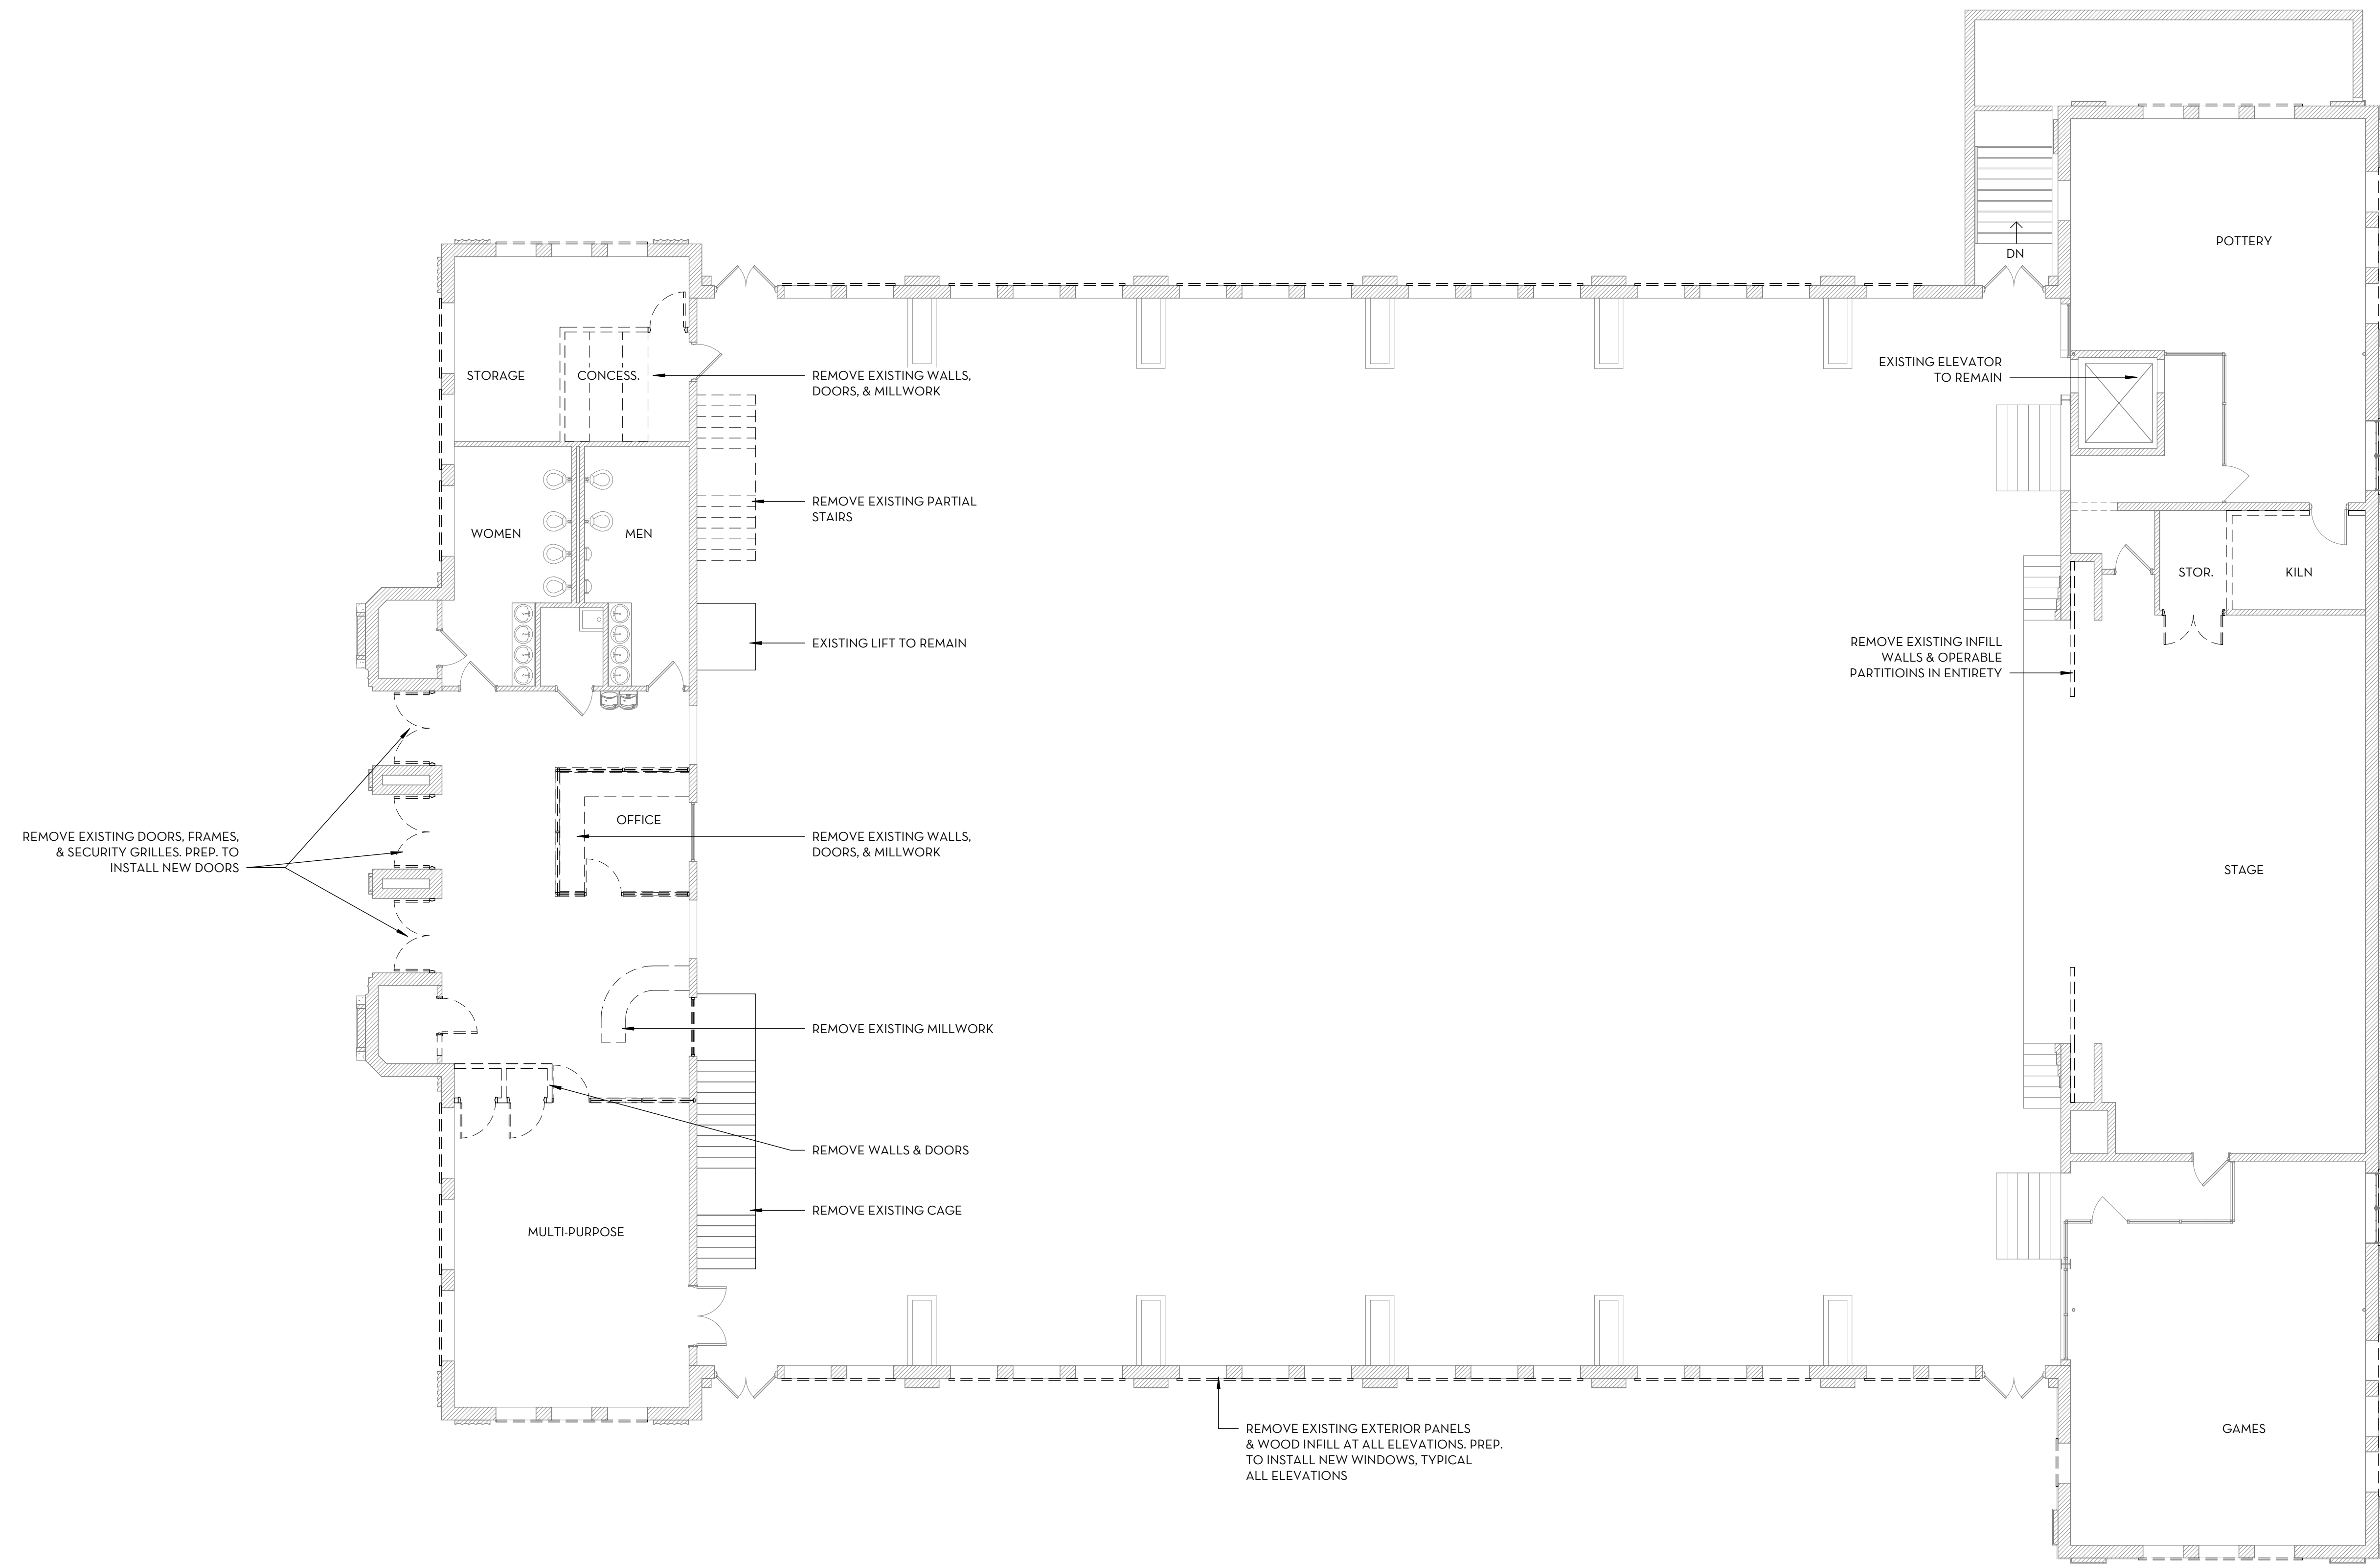 POTTERY
DN
EXISTING ELEVATOR
TO REMAIN
STORAGE
CONCESS.
REMOVE EXISTING WALLS,
DOORS, & MILLWORK
REMOVE EXISTING PARTIAL
STAIRS
WOMEN
MEN
STOR.
KILN
EXISTING LIFT TO REMAIN
REMOVE EXISTING INFILL
WALLS & OPERABLE
PARTITIOINS IN ENTIRETY
OFFICE
REMOVE EXISTING DOORS, FRAMES,
& SECURITY GRILLES. PREP. TO
INSTALL NEW DOORS
REMOVE EXISTING WALLS,
DOORS, & MILLWORK
STAGE
REMOVE EXISTING MILLWORK
REMOVE WALLS & DOORS
REMOVE EXISTING CAGE
MULTI-PURPOSE
REMOVE EXISTING EXTERIOR PANELS
& WOOD INFILL AT ALL ELEVATIONS. PREP.
TO INSTALL NEW WINDOWS, TYPICAL
ALL ELEVATIONS
GAMES